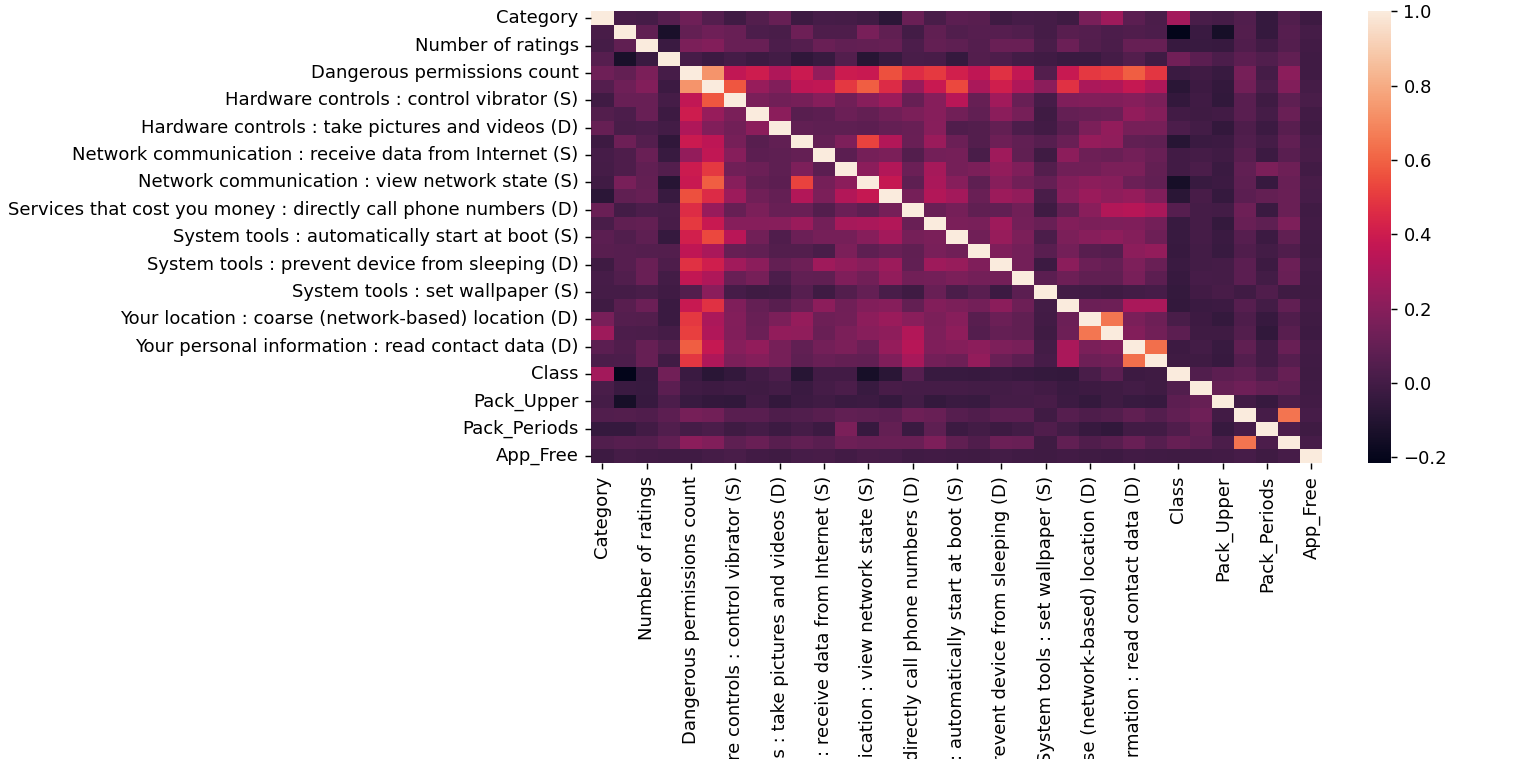 Category
Number of ratings
Dangerous permissions count
Hardware controls : control vibrator (S)
Hardware controls : take pictures and videos (D)
Network communication : receive data from Internet (S)
Network communication : view network state (S)
Services that cost you money : directly call phone numbers (D)
System tools : automatically start at boot (S)
System tools : prevent device from sleeping (D)
System tools : set wallpaper (S)
Your location : coarse (network-based) location (D)
Your personal information : read contact data (D)
Class
Pack_Upper
Pack_Periods
App_Free
Category
Number of ratings
Dangerous permissions count
re controls : control vibrator (S)
s : take pictures and videos (D)
: receive data from Internet (S)
ication : view network state (S)
directly call phone numbers (D)
: automatically start at boot (S)
revent device from sleeping (D)
System tools : set wallpaper (S)
se (network-based) location (D)
rmation : read contact data (D)
Class
Pack_Upper
Pack_Periods
App_Free
1.0
0.8
0.6
0.4
0.2
0.0
−0.2